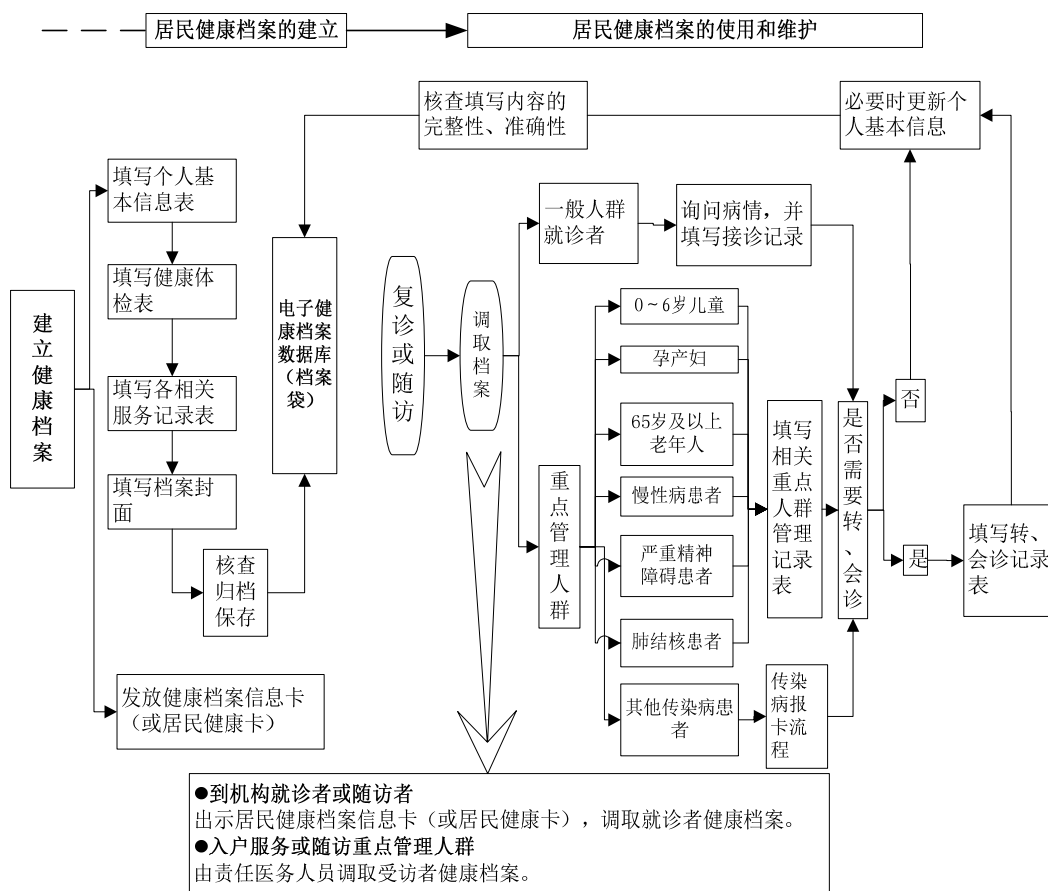 居民健康档案的建立
居民健康档案的使用和维护
核查填写内容的
完整性、准确性
必要时更新个
人基本信息
填写个人基
本信息表
填写健康体
检表
填写各相关
服务记录表
填写档案封
面
核查
归档
保存
建
立
健
康
档
案
发放健康档案信息卡
（或居民健康卡）
电子健
康档案
数据库
（档案
袋）
复
诊
或
随
访
调
取
档
案
一般人群
就诊者
询问病情，并
填写接诊记录
重
点
管
理
人
群
0～6岁儿童
孕产妇
65岁及以上
老年人
慢性病患者
严重精神
障碍患者
肺结核患者
其他传染病患
者
填写
相关
重点
人群
管理
记录
表
传染
病报
卡流
程
是
否
需
要
转
、
会
诊
否
是
填写转、
会诊记录
表
●到机构就诊者或随访者
出示居民健康档案信息卡（或居民健康卡），调取就诊者健康档案。
●入户服务或随访重点管理人群
由责任医务人员调取受访者健康档案。